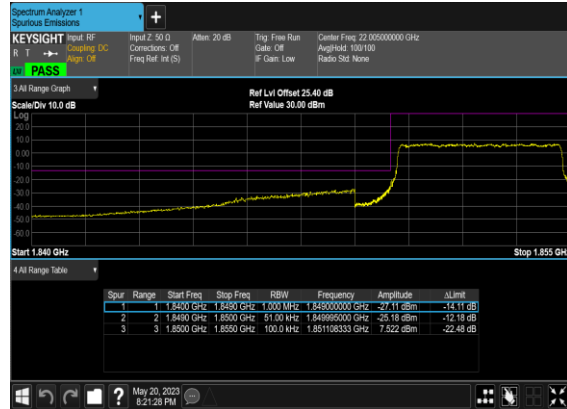 Spectrum Analyzer 1
Spurious Emissions
KEYSIGHT Input: RF Input Z: 50 Ω Atten: 20 dB Trig: Free Run Center Freq: 22.005000000 GHz
R T Coupling: DC Corrections: Off Gate: Off Avg|Hold: 100/100
Align: Off Freq Ref: Int (S) IF Gain: Low Radio Std: None
PASS
3 All Range Graph
Ref Lvl Offset 25.40 dB
Scale/Div 10.0 dB Ref Value 30.00 dBm
Log
20.0
10.0
0.00
-10.0
-20.0
-30.0
-40.0
-50.0
-60.0
Start 1.840 GHz Stop 1.855 GH
4 All Range Table
Spur Range Start Freq Stop Freq RBW Frequency Amplitude ΔLimit
1 1 1.8400 GHz 1.8490 GHz 1.000 MHz 1.849000000 GHz -27.11 dBm -14.11 dB
2 2 1.8490 GHz 1.8500 GHz 51.00 kHz 1.849995000 GHz -25.18 dBm -12.18 dB
3 3 1.8500 GHz 1.8550 GHz 100.0 kHz 1.851108333 GHz 7.522 dBm -22.48 dB
? May 20, 2023
8:21:28 PM